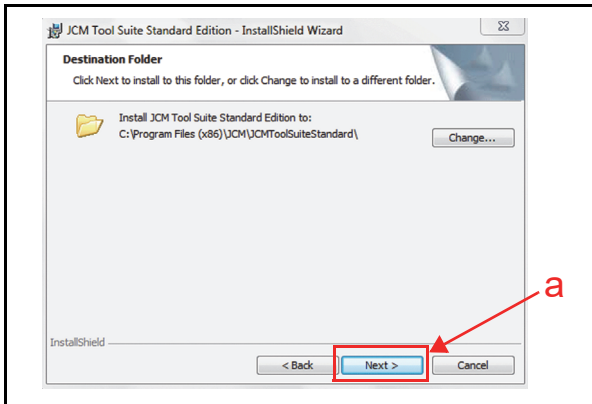 JCM Tool Suite Standard Edition - InstallShield Wizard
Destination Folder
Click Next to install to this folder, or click Change to install to a different folder.
Install JCM Tool Suite Standard Edition to:
C:\Program Files (x86)\JCM\JCMToolSuiteStandard\
Change...
a
InstallShield
< Back
Next >
Cancel